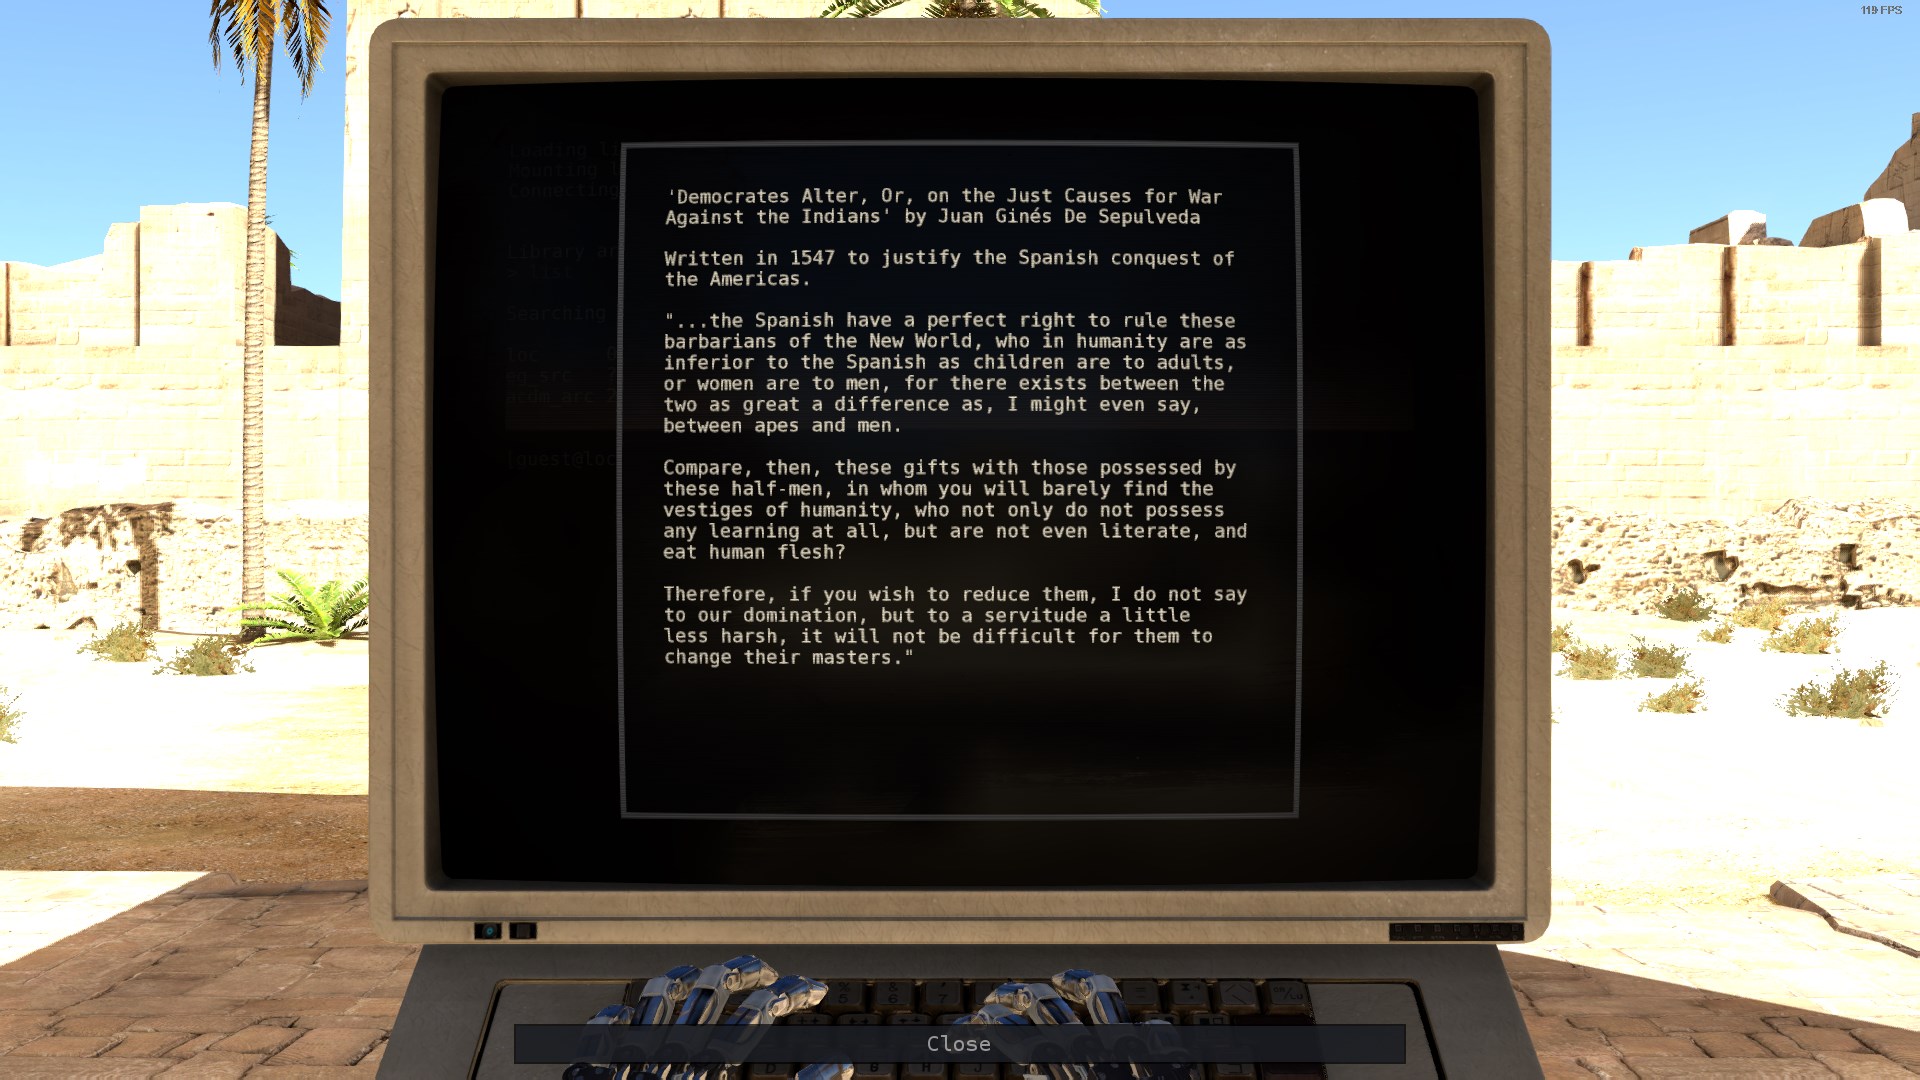 119 FPS
'Democrates Alter, Or, on the Just Causes for War
Against the Indians' by Juan Ginés De Sepulveda
Written in 1547 to justify the Spanish conquest of
the Americas.
"...the Spanish have a perfect right to rule these
barbarians of the New World, who in humanity are as
inferior to the Spanish as children are to adults,
or women are to men, for there exists between the
two as great a difference as, I might even say,
between apes and men.
Compare, then, these gifts with those possessed by
these half-men, in whom you will barely find the
vestiges of humanity, who not only do not possess
any learning at all, but are not even literate, and
eat human flesh?
Therefore, if you wish to reduce them, I do not say
to our domination, but to a servitude a little
less harsh, it will not be difficult for them to
change their masters."
Loading
Mounting
Connecting
Library
Searching
Close